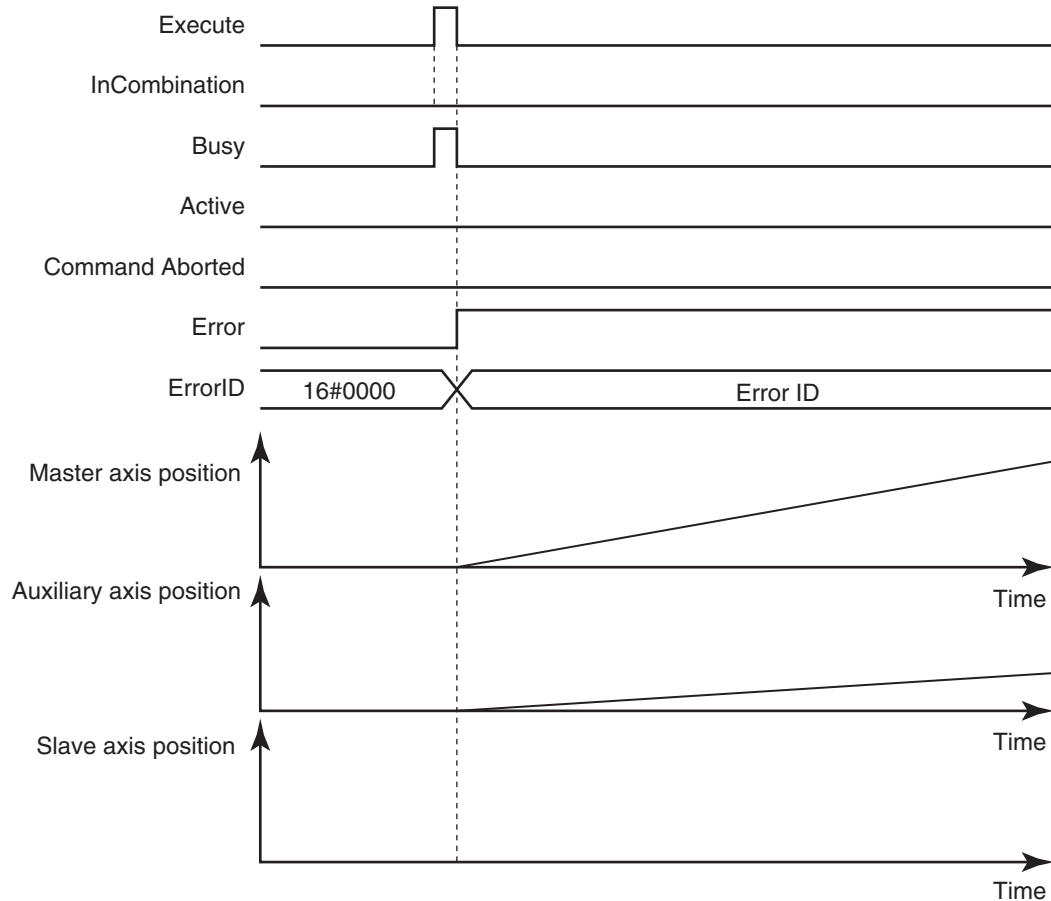 Execute
InCombination
Busy
Active
Command Aborted
Error
ErrorID
16#0000
Error ID
Master axis position
Time
Auxiliary axis position
Time
Slave axis position
Time